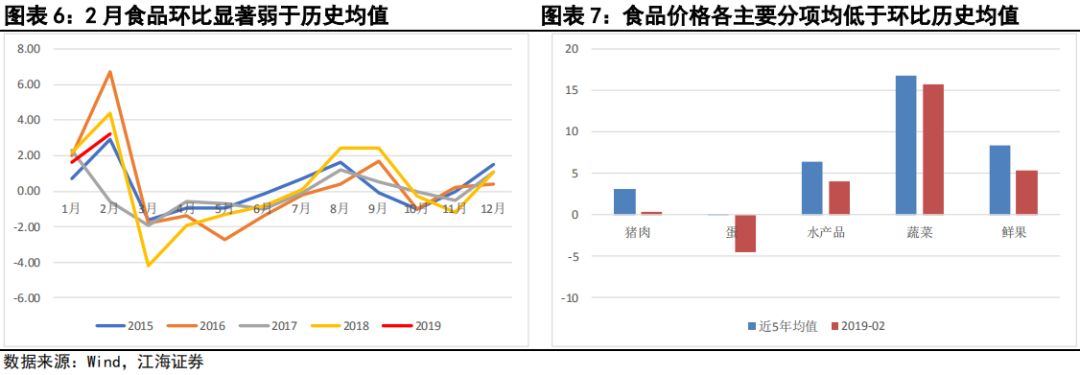 图表 6：2 月食品环比显著弱于历史均值
8.00
6.00
4.00
2.00
0.00
-2.00
-4.00
-6.00
1月 2月 3月 4月 5月 6月 7月 8月 9月 10月 11月 12月
2015 2016 2017 2018 2019
图表 7：食品价格各主要分项均低于环比历史均值
20
15
10
5
0
-5
-10
猪肉 蛋 水产品 蔬菜 鲜果
近5年均值 2019-02
数据来源：Wind，江海证券